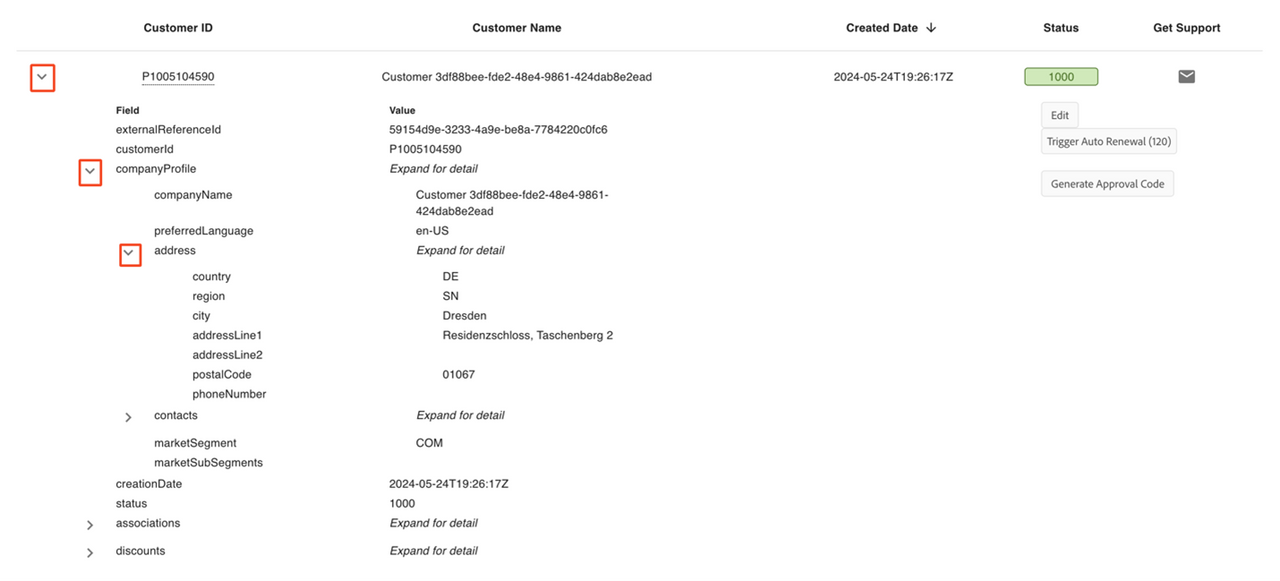 Customer ID Customer Name Created Date Status Get Support
P1005104590 Customer 3df88bee-fde2-48e4-9861-424dab8e2ead 2024-05-24T19:26:17Z 1000
Field Value
Edit
externalReferenceId 59154d9e-3233-4a9e-be8a-7784220c0fc6
Trigger Auto Renewal (120)
customerId P1005104590
companyProfile Expand for detail
Generate Approval Code
companyName Customer 3df88bee-fde2-48e4-9861-
424dab8e2ead
preferredLanguage en-US
address Expand for detail
country DE
region SN
city Dresden
addressLine1 Residenzschloss, Taschenberg 2
addressLine2
postalCode 01067
phoneNumber
contacts Expand for detail
marketSegment COM
marketSubSegments
creationDate 2024-05-24T19:26:17Z
status 1000
associations Expand for detail
discounts Expand for detail